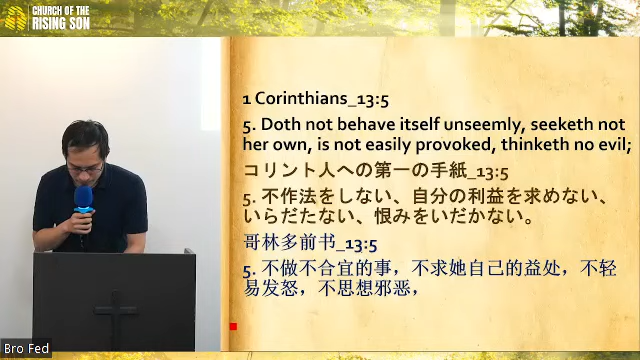 CHURCH OF THE
RISING SON
1 Corinthians_13:5
5. Doth not behave itself unseemly, seeketh not
her own, is not easily provoked, thinketh no evil;
コリント人への第一の手紙_13:5
5. 不作法をしない、自分の利益を求めない、
いらだたない、恨みをいだかない。
哥林多前书_13:5
5. 不做不合宜的事，不求她自己的益处，不轻
易发怒，不思想邪恶，
Bro Fed